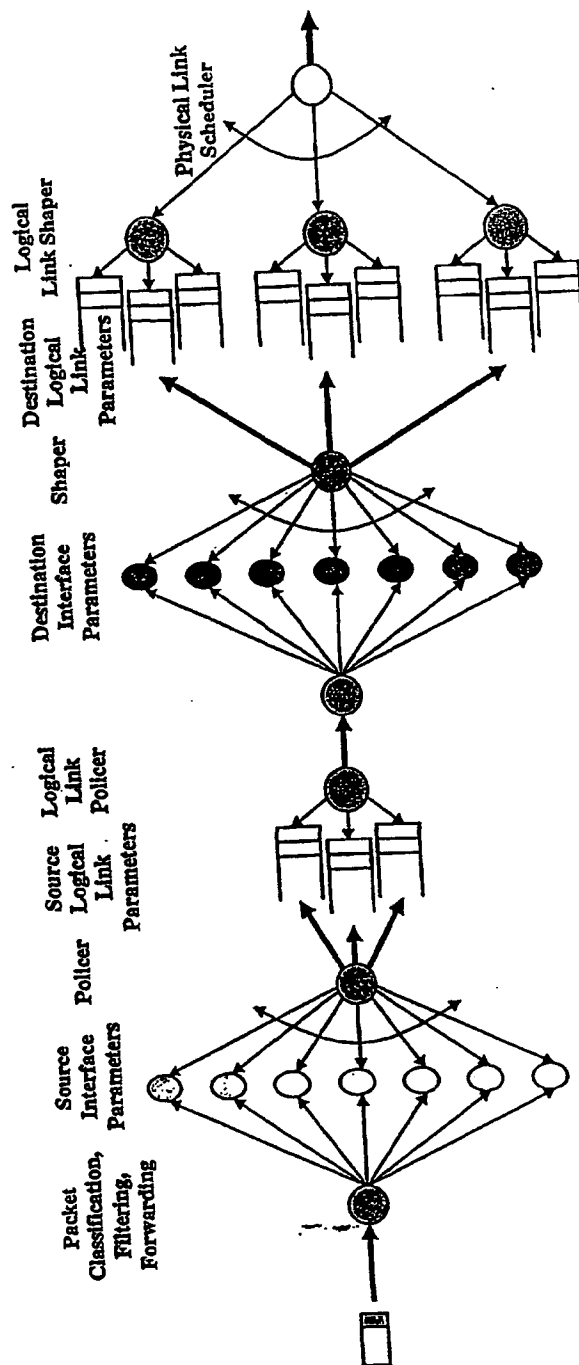 Packet
Classification,
Filtering,
Forwarding
Source
Interface
Parameters
Policer
Source
Logical
Link
Parameters
Logical
Link
Policer
Destination
Interface
Parameters
Shaper
Destination
Logical
Link
Parameters
Logical
Link Shaper
Physical Link
Scheduler